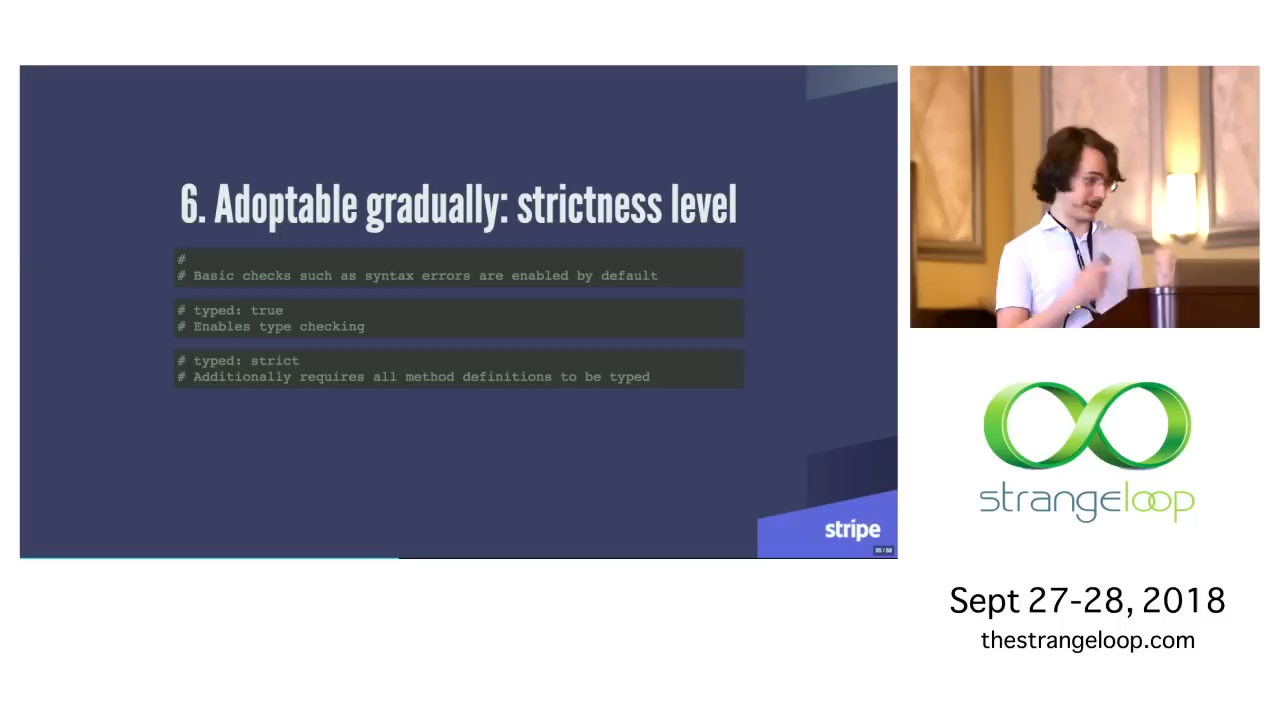 6. Adoptable gradually: strictness level
#
# Basic checks such as syntax errors are enabled by default
# typed: true
# Enables type checking
# typed: strict
# Additionally requires all method definitions to be typed
stripe
strangeloop
Sept 27-28, 2018
thestrangeloop.com